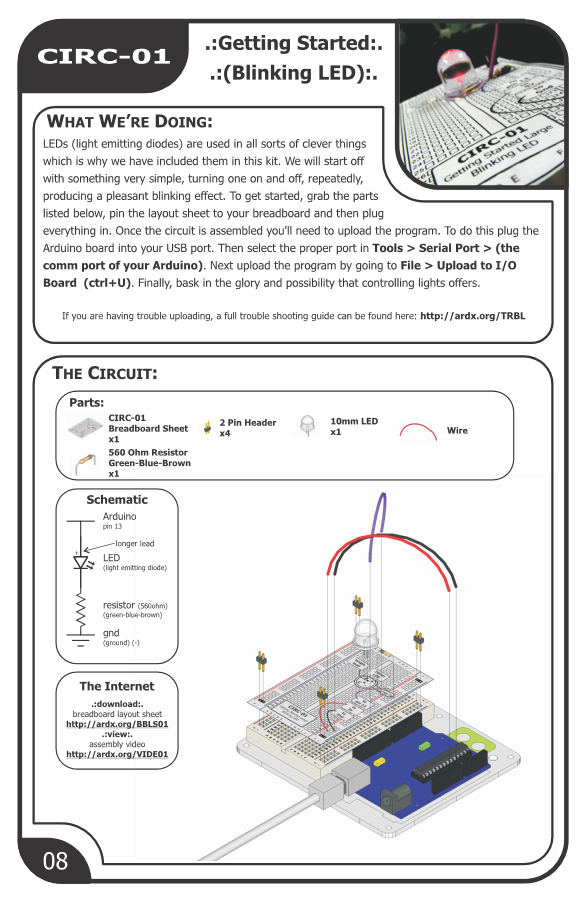 CIRC-01
.:Getting Started:.
.:(Blinking LED):.
CIRC-01
Getting Started Large
Blinking LED
E
F
WHAT WE'RE DOING:
LEDs (light emitting diodes) are used in all sorts of clever things
which is why we have included them in this kit. We will start off
with something very simple, turning one on and off, repeatedly,
producing a pleasant blinking effect. To get started, grab the parts
listed below, pin the layout sheet to your breadboard and then plug
everything in. Once the circuit is assembled you'll need to upload the program. To do this plug the
Arduino board into your USB port. Then select the proper port in Tools > Serial Port > (the
comm port of your Arduino). Next upload the program by going to File > Upload to I/O
Board (ctrl+U). Finally, bask in the glory and possibility that controlling lights offers.
If you are having trouble uploading, a full trouble shooting guide can be found here: http://ardx.org/TRBL
THE CIRCUIT:
Parts:
CIRC-01
Breadboard Sheet
x1
2 Pin Header
x4
10mm LED
x1
Wire
560 Ohm Resistor
Green-Blue-Brown
x1
Schematic
Arduino
pin 13
longer lead
+
LED
(light emitting diode)
resistor (560ohm)
(green-blue-brown)
gnd
(ground) (-)
The Internet
.:download:.
breadboard layout sheet
http://ardx.org/BBLS01
.:view:.
assembly video
http://ardx.org/VIDE01
CIRC-01
08